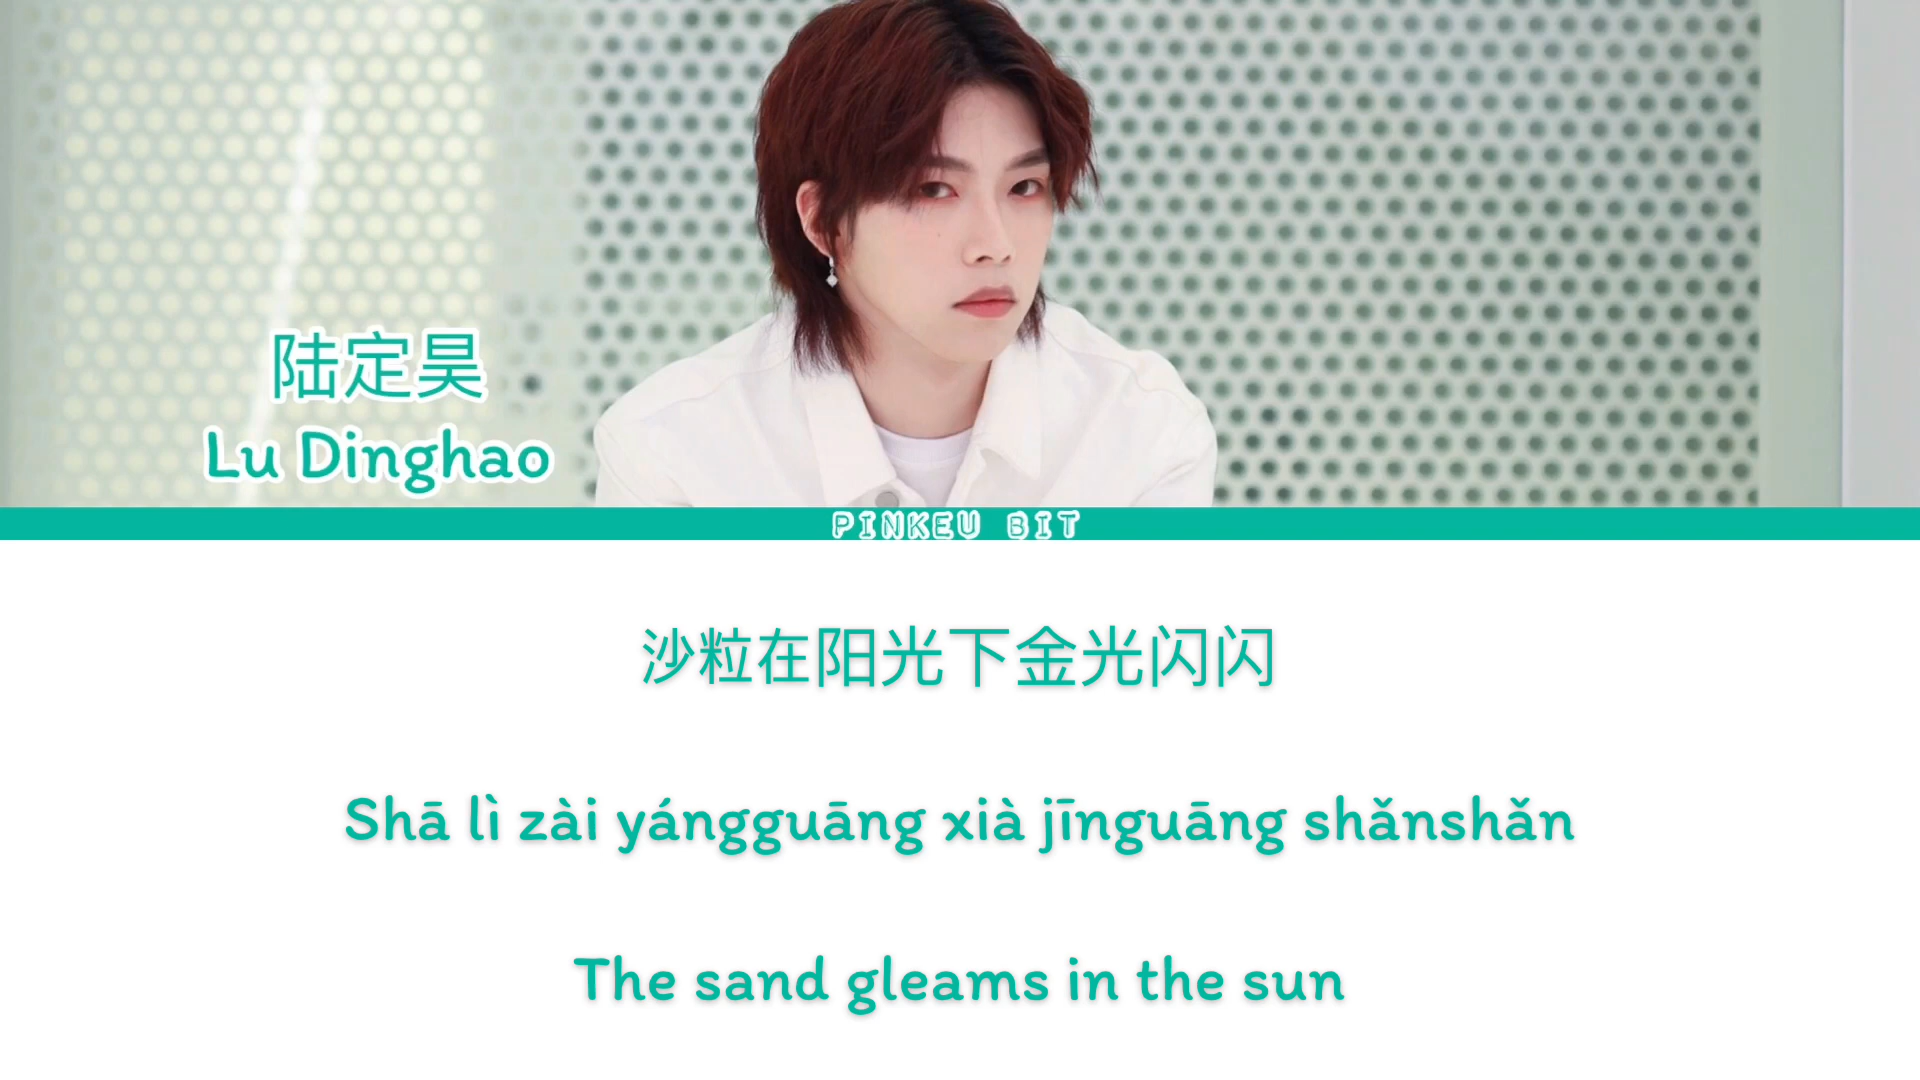 陆定昊
Lu Dinghao
PINKEU BIT
沙粒在阳光下金光闪闪
Shā lì zài yángguāng xià jīnguāng shǎnshǎn
The sand gleams in the sun